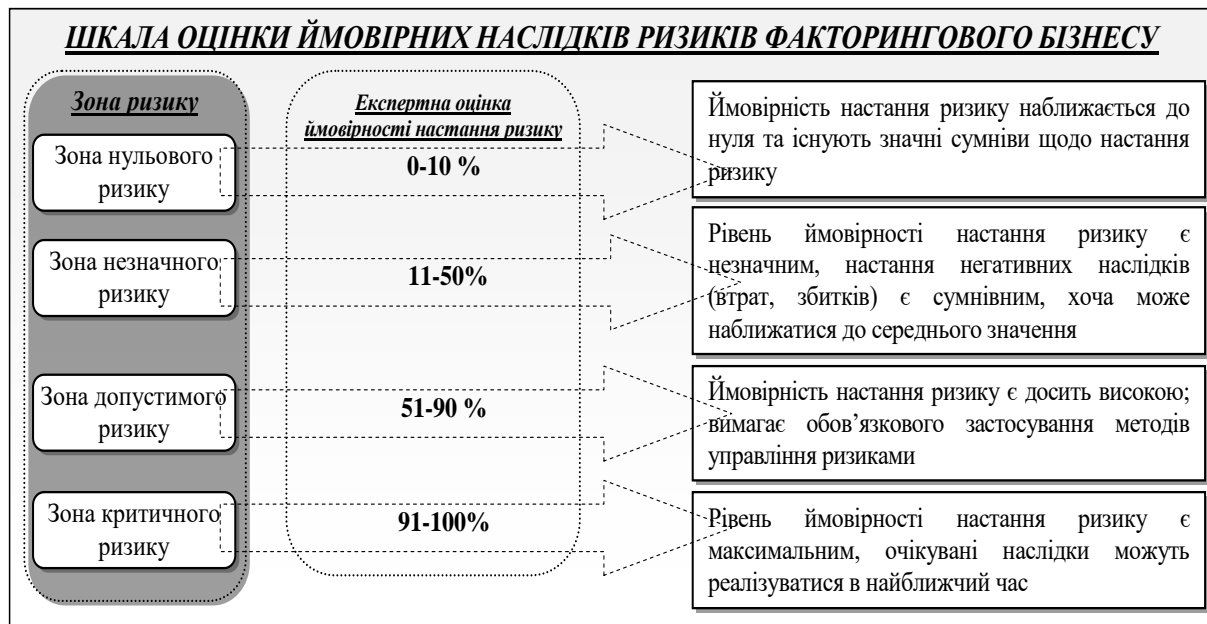 ШКАЛА ОЦІНКИ ЙМОВІРНИХ НАСЛІДКІВ РИЗИКІВ ФАКТОРИНГОВОГО БІЗНЕСУ
Зона ризику
Експертна оцінка
ймовірності настання ризику
Зона нульового
ризику
0-10 %
Ймовірність настання ризику наближається до
нуля та існують значні сумніви щодо настання
ризику
Зона незначного
ризику
11-50%
Рівень ймовірності настання ризику є
незначним, настання негативних наслідків
(втрат, збитків) є сумнівним, хоча може
наближатися до середнього значення
Зона допустимого
ризику
51-90 %
Ймовірність настання ризику є досить високою;
вимагає обов’язкового застосування методів
управління ризиками
Зона критичного
ризику
91-100%
Рівень ймовірності настання ризику є
максимальним, очікувані наслідки можуть
реалізуватися в найближчий час